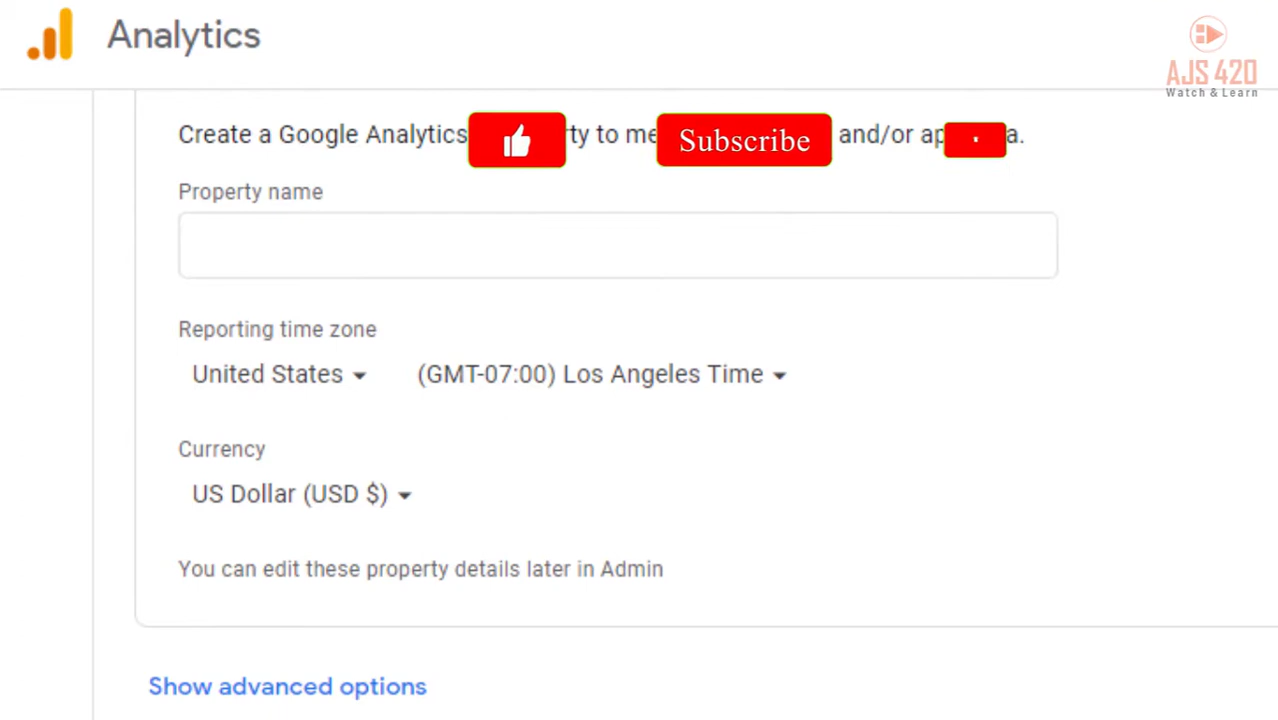 Analytics
AJS 420
Watch & Learn
Create a Google Analytics rty to me Subscribe and/or ap a.
Property name
Reporting time zone
United States (GMT-07:00) Los Angeles Time
Currency
US Dollar (USD $)
You can edit these property details later in Admin
Show advanced options